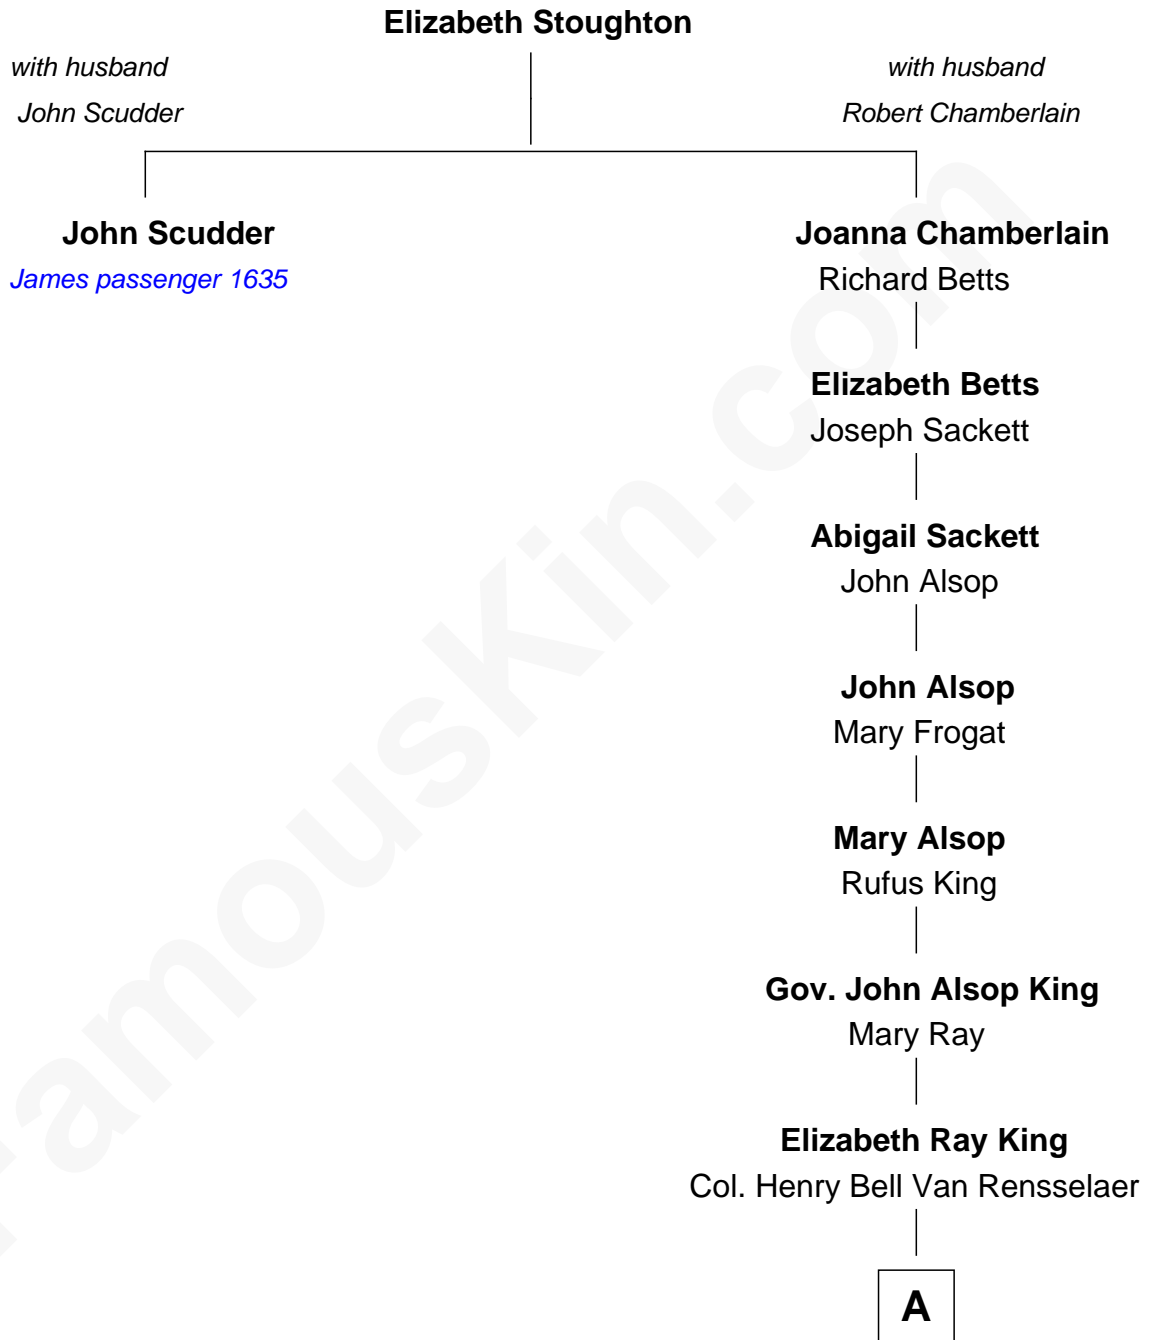 Elizabeth Stoughton
with husband
John Scudder
with husband
Robert Chamberlain
John Scudder
James passenger 1635
Joanna Chamberlain
Richard Betts
Elizabeth Betts
Joseph Sackett
Abigail Sackett
John Alsop
John Alsop
Mary Frogat
Mary Alsop
Rufus King
Gov. John Alsop King
Mary Ray
Elizabeth Ray King
Col. Henry Bell Van Rensselaer
A
FamousKin.com